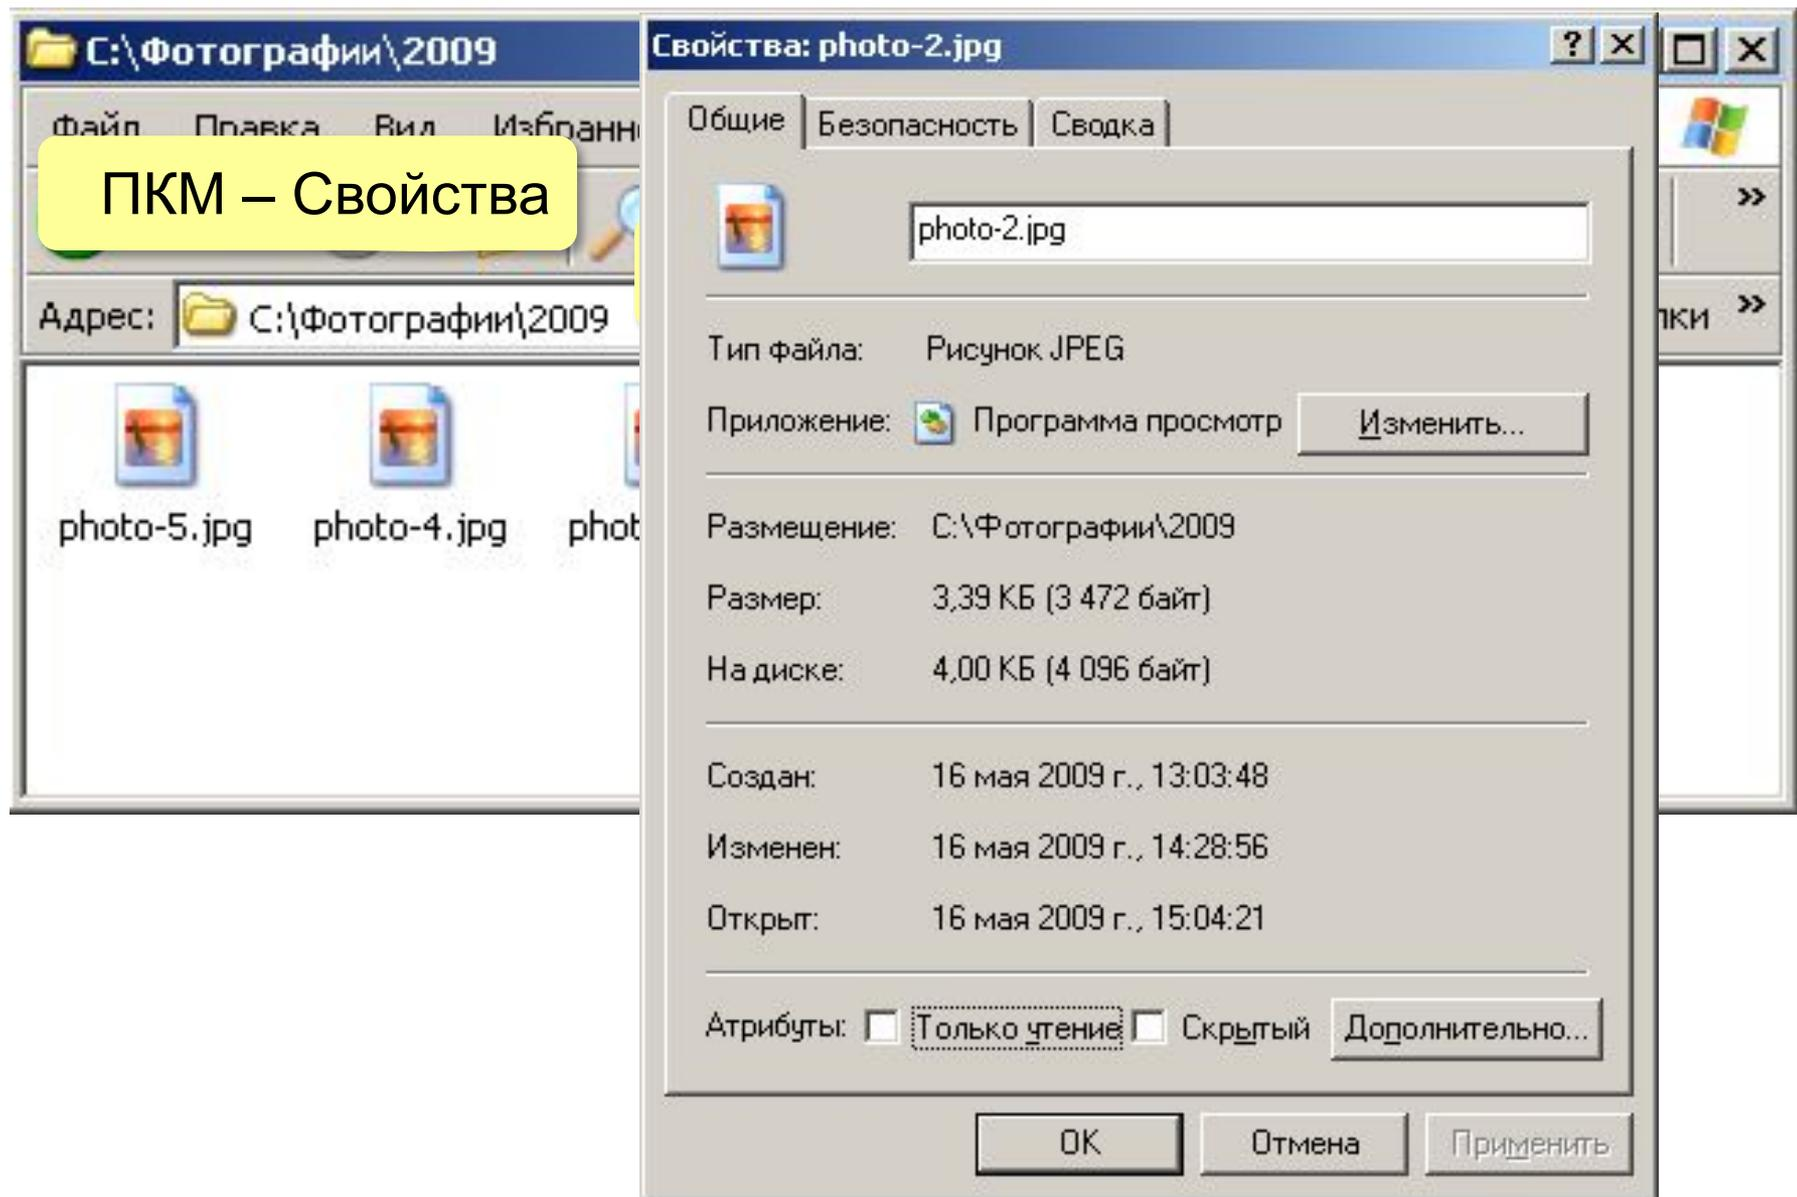 C:\Фотографии\2009
Файл Правка Вид
ПКМ – Свойства
Адрес: C:\Фотографии\2009
photo-5.jpg photo-4.jpg
Свойства: photo-2.jpg
Общие Безопасность Сводка
photo-2.jpg
Тип файла: Рисунок JPEG
Приложение: Программа просмотр Изменить...
Размещение: C:\Фотографии\2009
Размер: 3,39 КБ (3 472 байт)
На диске: 4,00 КБ (4 096 байт)
Создан: 16 мая 2009 г., 13:03:48
Изменен: 16 мая 2009 г., 14:28:56
Открыт: 16 мая 2009 г., 15:04:21
Атрибуты: Только чтение Скрытый Дополнительно...
ОК Отмена Применить